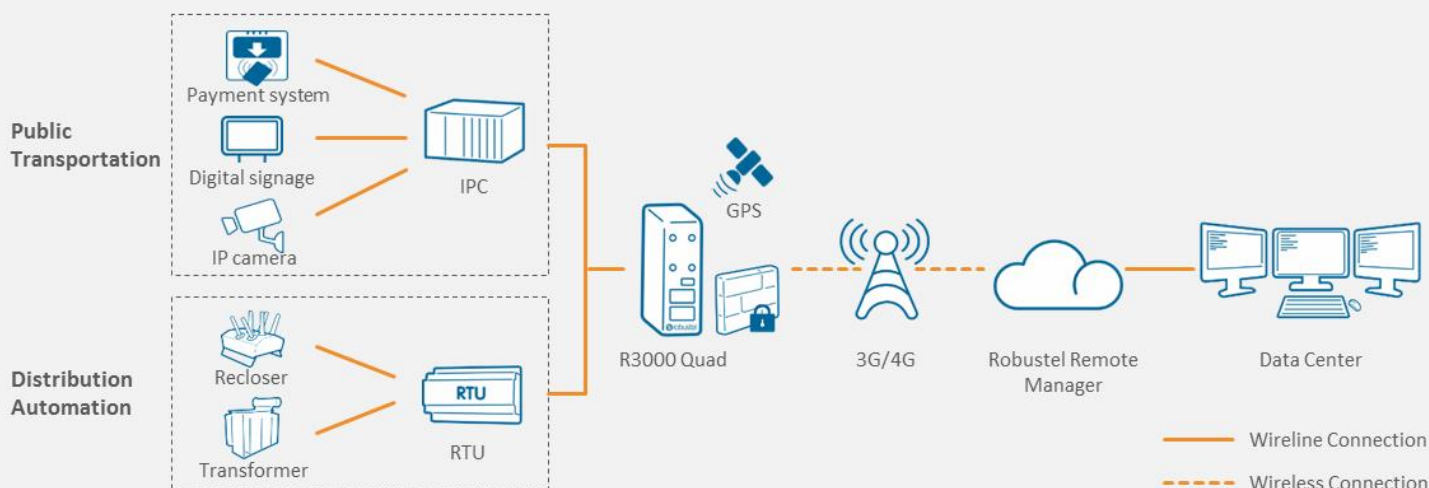 Public
Transportation
Payment system
Digital signage
IP camera
IPC
Distribution
Automation
Recloser
Transformer
RTU
RTU
GPS
robustel
R3000 Quad
3G/4G
Robustel Remote
Manager
Data Center
Wireline Connection
Wireless Connection